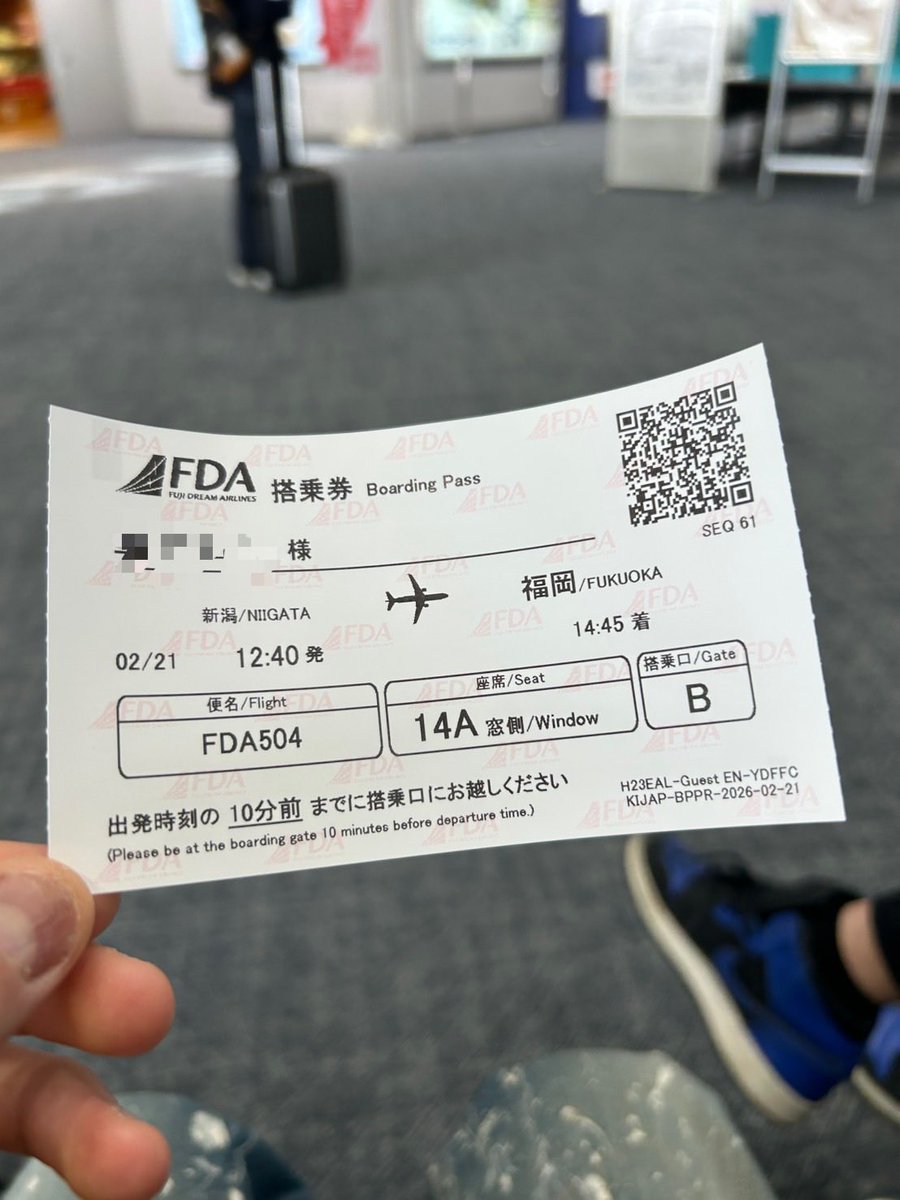 FDA
FUJI DREAM AIRLINES
搭乗券 Boarding Pass
SEQ 61
様
新潟/NIIGATA
福岡/FUKUOKA
02/21 12:40 発
14:45 着
便名/Flight
FDA504
座席/Seat
14A 窓側/Window
搭乗口/Gate
B
出発時刻の 10分前 までに搭乗口にお越しください
(Please be at the boarding gate 10 minutes before departure time.)
H23EAL-Guest EN-YDFFC
KIJAP-BPPR-2026-02-21